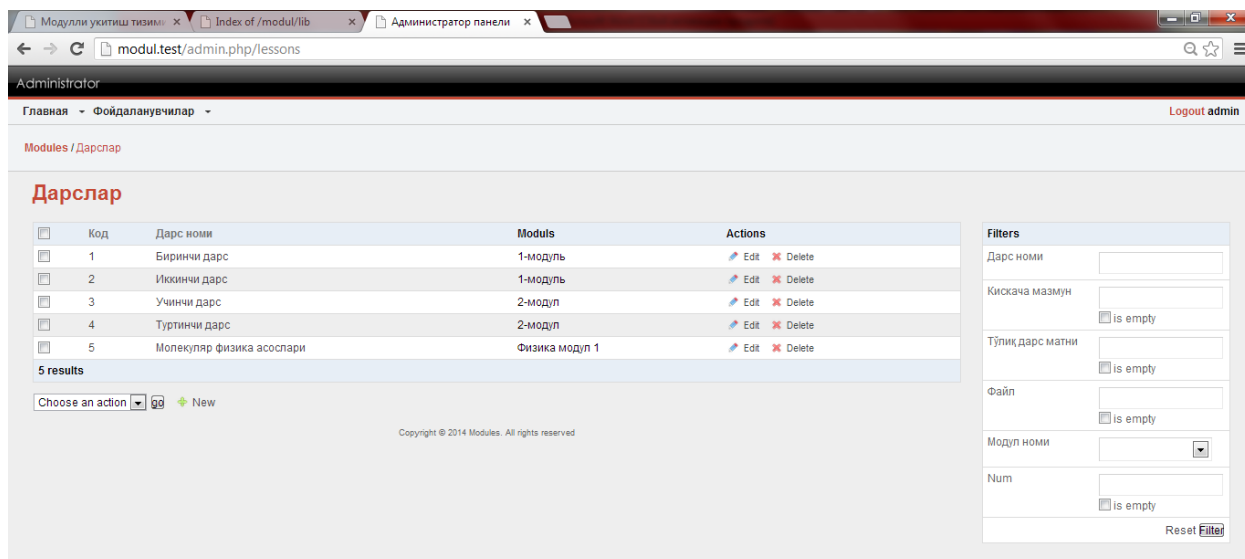 Модулли укитиш тизими
Index of /modul/lib
Администратор панели
modul.test/admin.php/lessons
Administrator
Главная Фойдаланувчилар
Logout admin
Modules / Дарслар
Дарслар
Код Дарс номи Moduls Actions
1 Биринчи дарс 1-модуль Edit Delete
2 Иккинчи дарс 1-модуль Edit Delete
3 Учинчи дарс 2-модул Edit Delete
4 Туртинчи дарс 2-модул Edit Delete
5 Молекуляр физика асослари Физика модул 1 Edit Delete
5 results
Choose an action go New
Copyright © 2014 Modules. All rights reserved
Filters
Дарс номи
Кискача мазмун
is empty
Тўлиқ дарс матни
is empty
Файл
is empty
Модул номи
Num
is empty
Reset Filter